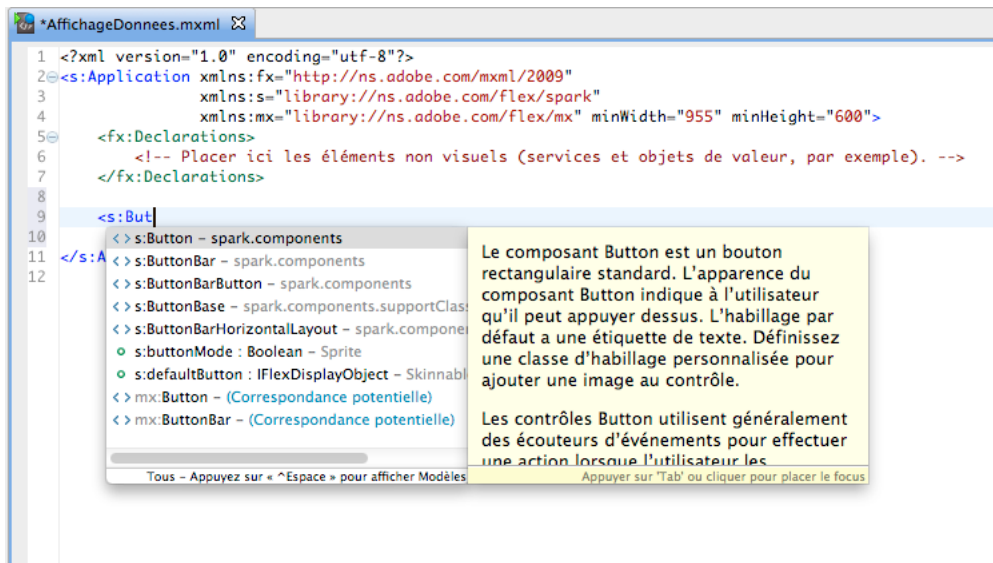 *AffichageDonnees.mxml
1 <?xml version="1.0" encoding="utf-8"?>
2 <s:Application xmlns:fx="http://ns.adobe.com/mxml/2009"
3 xmlns:s="library://ns.adobe.com/flex/spark"
4 xmlns:mx="library://ns.adobe.com/flex/mx" minWidth="955" minHeight="600">
5 <fx:Declarations>
6 <!-- Placer ici les éléments non visuels (services et objets de valeur, par exemple). -->
7 </fx:Declarations>
8
9 <s:But
10
11 </s:A
12
s:Button – spark.components
s:ButtonBar – spark.components
s:ButtonBarButton – spark.components
s:ButtonBase – spark.components.supportClas
s:ButtonBarHorizontalLayout – spark.compone
s:buttonMode : Boolean – Sprite
s:defaultButton : IFlexDisplayObject – Skinnabl
mx:Button – (Correspondance potentielle)
mx:ButtonBar – (Correspondance potentielle)
Tous – Appuyez sur « ^Espace » pour afficher Modèles
Le composant Button est un bouton
rectangulaire standard. L'apparence du
composant Button indique à l'utilisateur
qu'il peut appuyer dessus. L'habillage par
défaut a une étiquette de texte. Définissez
une classe d'habillage personnalisée pour
ajouter une image au contrôle.
Les contrôles Button utilisent généralement
des écouteurs d'événements pour effectuer
une action lorsque l'utilisateur les
Appuyer sur 'Tab' ou cliquer pour placer le focus